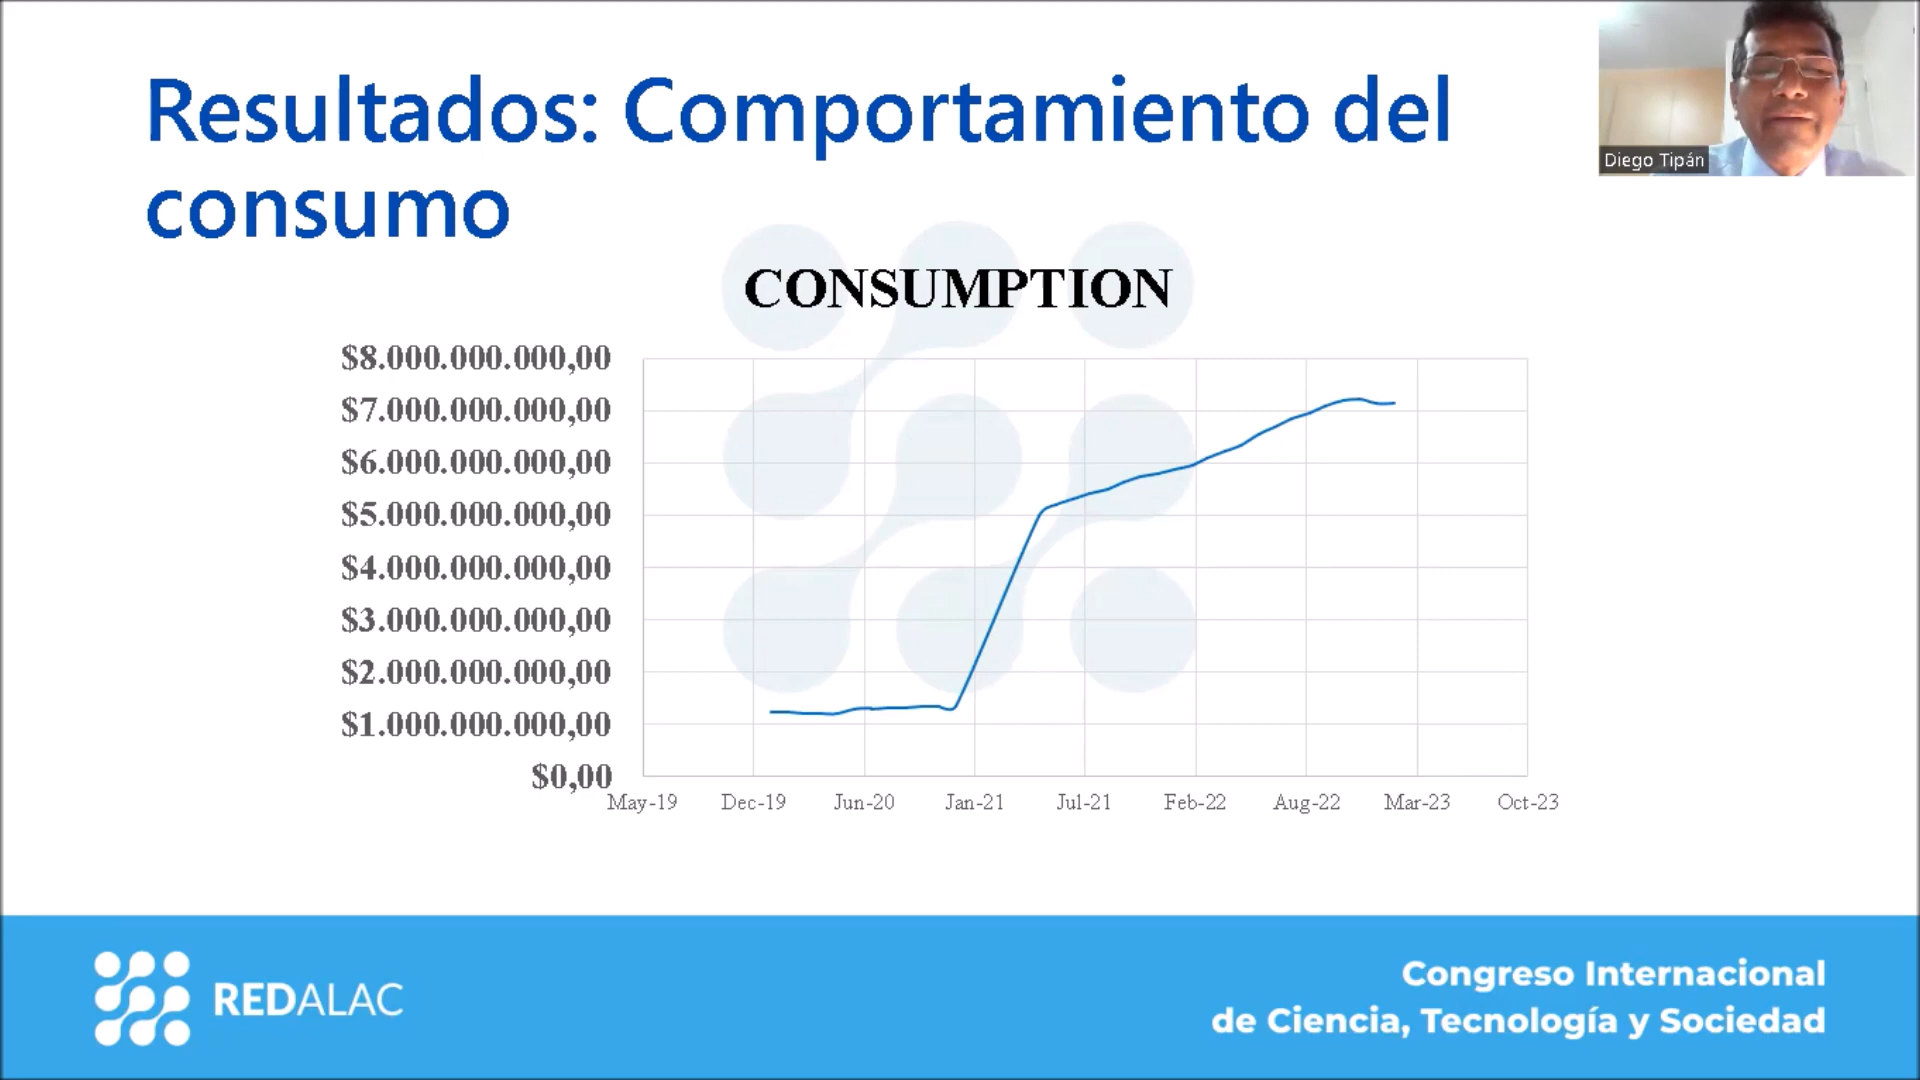 Resultados: Comportamiento del
consumo
Diego Tipán
CONSUMPTION
$8.000.000.000,00
$7.000.000.000,00
$6.000.000.000,00
$5.000.000.000,00
$4.000.000.000,00
$3.000.000.000,00
$2.000.000.000,00
$1.000.000.000,00
$0,00
May-19 Dec-19 Jun-20 Jan-21 Jul-21 Feb-22 Aug-22 Mar-23 Oct-23
REDALAC
Congreso Internacional
de Ciencia, Tecnología y Sociedad